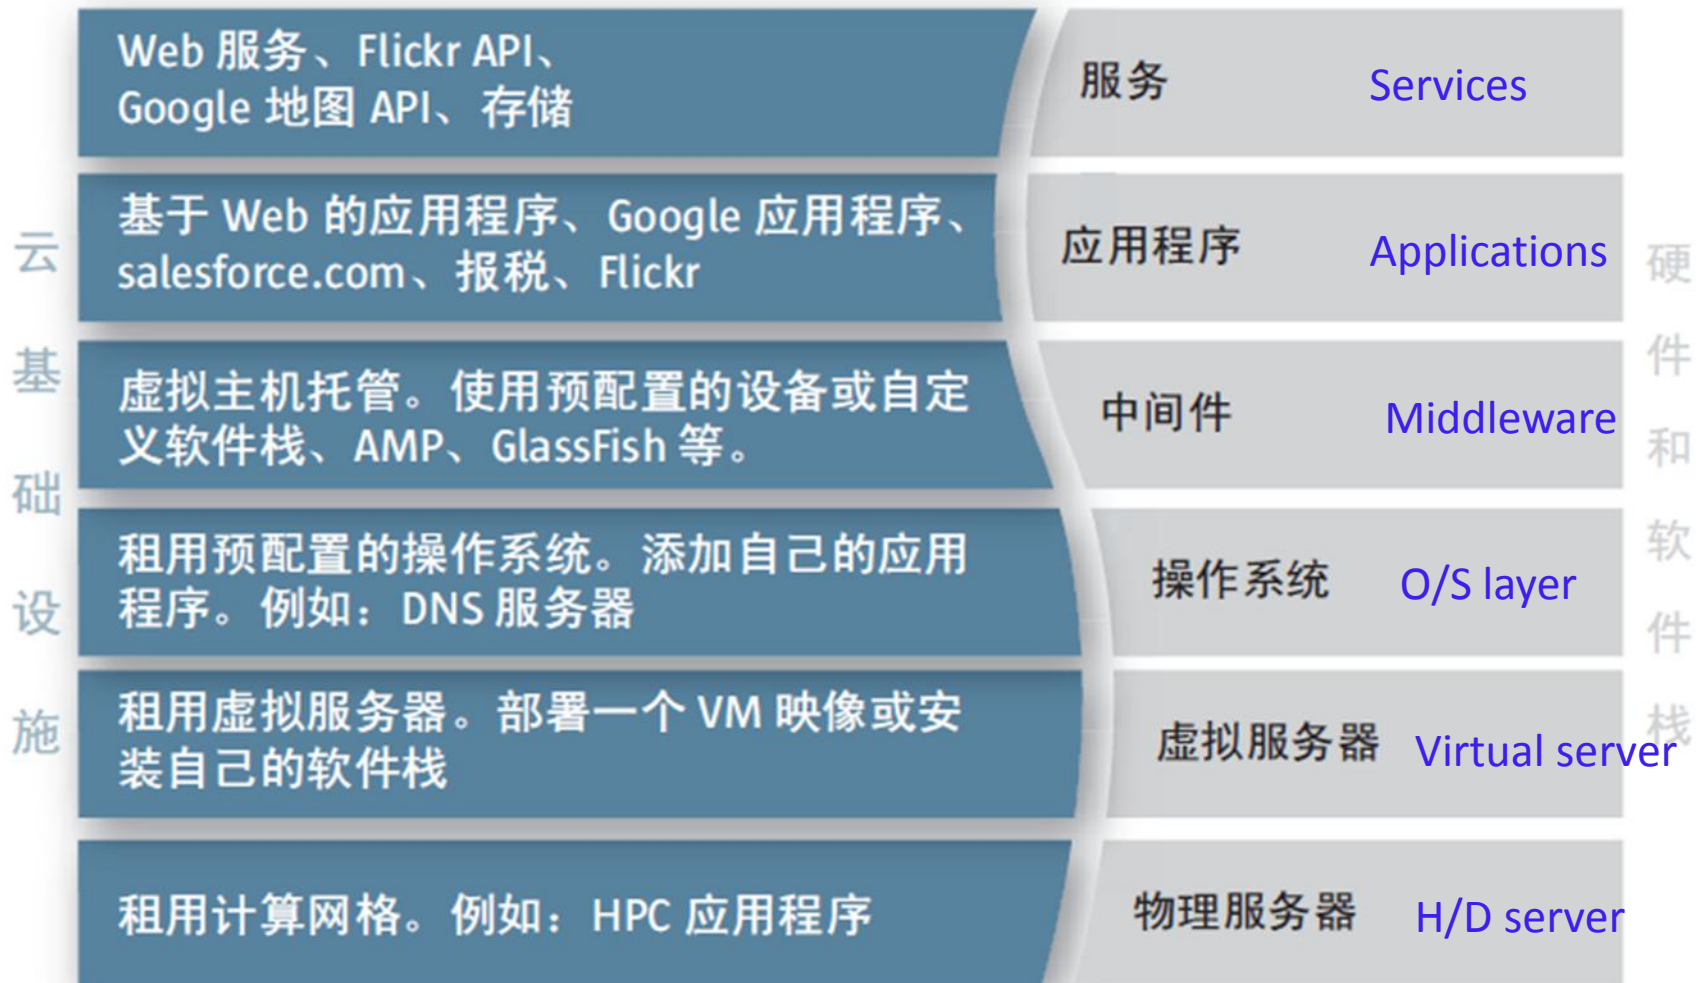 云基础设施
Web 服务、Flickr API、
Google 地图 API、存储
服务 Services
基于 Web 的应用程序、Google 应用程序、
salesforce.com、报税、Flickr
应用程序 Applications
虚拟主机托管。使用预配置的设备或自定
义软件栈、AMP、GlassFish 等。
中间件 Middleware
租用预配置的操作系统。添加自己的应用
程序。例如：DNS 服务器
操作系统 O/S layer
租用虚拟服务器。部署一个 VM 映像或安
装自己的软件栈
虚拟服务器 Virtual server
租用计算网格。例如：HPC 应用程序
物理服务器 H/D server
硬件和软件栈